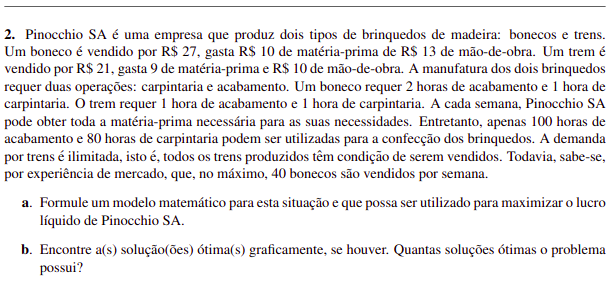 2. Pinocchio SA é uma empresa que produz dois tipos de brinquedos de madeira: bonecos e trens.
Um boneco é vendido por R$ 27, gasta R$ 10 de matéria-prima de R$ 13 de mão-de-obra. Um trem é
vendido por R$ 21, gasta 9 de matéria-prima e R$ 10 de mão-de-obra. A manufatura dos dois brinquedos
requer duas operações: carpintaria e acabamento. Um boneco requer 2 horas de acabamento e 1 hora de
carpintaria. O trem requer 1 hora de acabamento e 1 hora de carpintaria. A cada semana, Pinocchio SA
pode obter toda a matéria-prima necessária para as suas necessidades. Entretanto, apenas 100 horas de
acabamento e 80 horas de carpintaria podem ser utilizadas para a confecção dos brinquedos. A demanda
por trens é ilimitada, isto é, todos os trens produzidos têm condição de serem vendidos. Todavia, sabe-se,
por experiência de mercado, que, no máximo, 40 bonecos são vendidos por semana.
a. Formule um modelo matemático para esta situação e que possa ser utilizado para maximizar o lucro
líquido de Pinocchio SA.
b. Encontre a(s) solução(ões) ótima(s) graficamente, se houver. Quantas soluções ótimas o problema
possui?